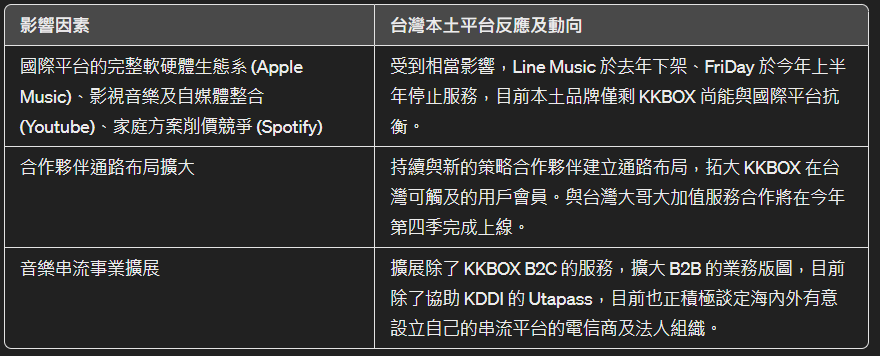 影響因素
台灣本土平台反應及動向
國際平台的完整軟硬體生態系 (Apple
Music)、影視音樂及自媒體整合
(Youtube)、家庭方案削價競爭 (Spotify)
受到相當影響，Line Music 於去年下架、FriDay 於今年上半
年停止服務，目前本土品牌僅剩 KKBOX 尚能與國際平台抗
衡。
合作夥伴通路布局擴大
持續與新的策略合作夥伴建立通路布局，拓大 KKBOX 在台
灣可觸及的用戶會員。與台灣大哥大加值服務合作將在今年
第四季完成上線。
音樂串流事業擴展
擴展除了 KKBOX B2C 的服務，擴大 B2B 的業務版圖，目前
除了協助 KDDI 的 Utapass，目前也正積極談定海內外有意
設立自己的串流平台的電信商及法人組織。